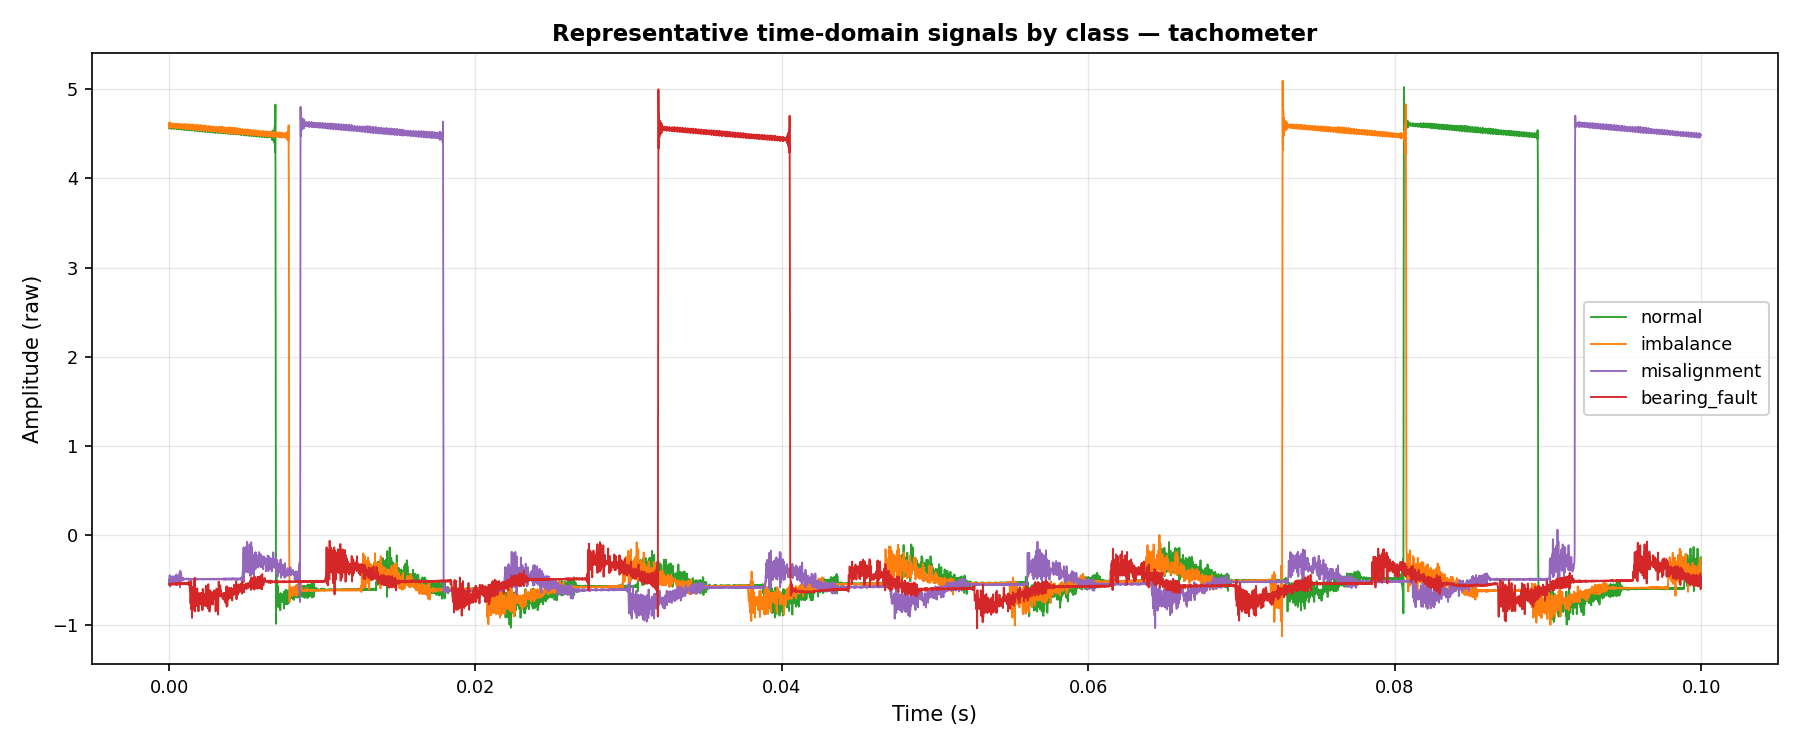 Representative time-domain signals by class — tachometer
Amplitude (raw)
5
4
3
2
1
0
−1
normal
imbalance
misalignment
bearing_fault
0.00
0.02
0.04
0.06
0.08
0.10
Time (s)